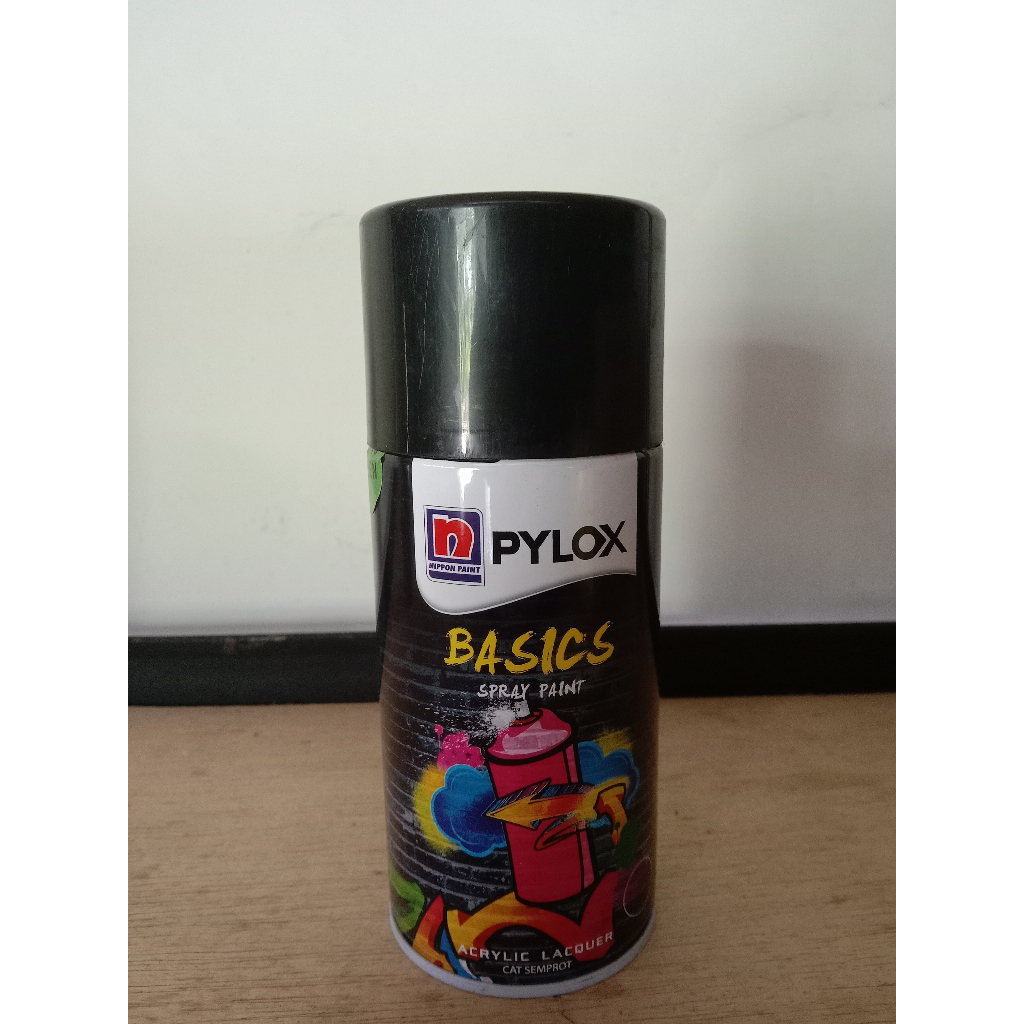 n
NIPPON PAINT
PYLOX
BASICS
SPRAY PAINT
ACRYLIC LACQUER
CAT SEMPROT